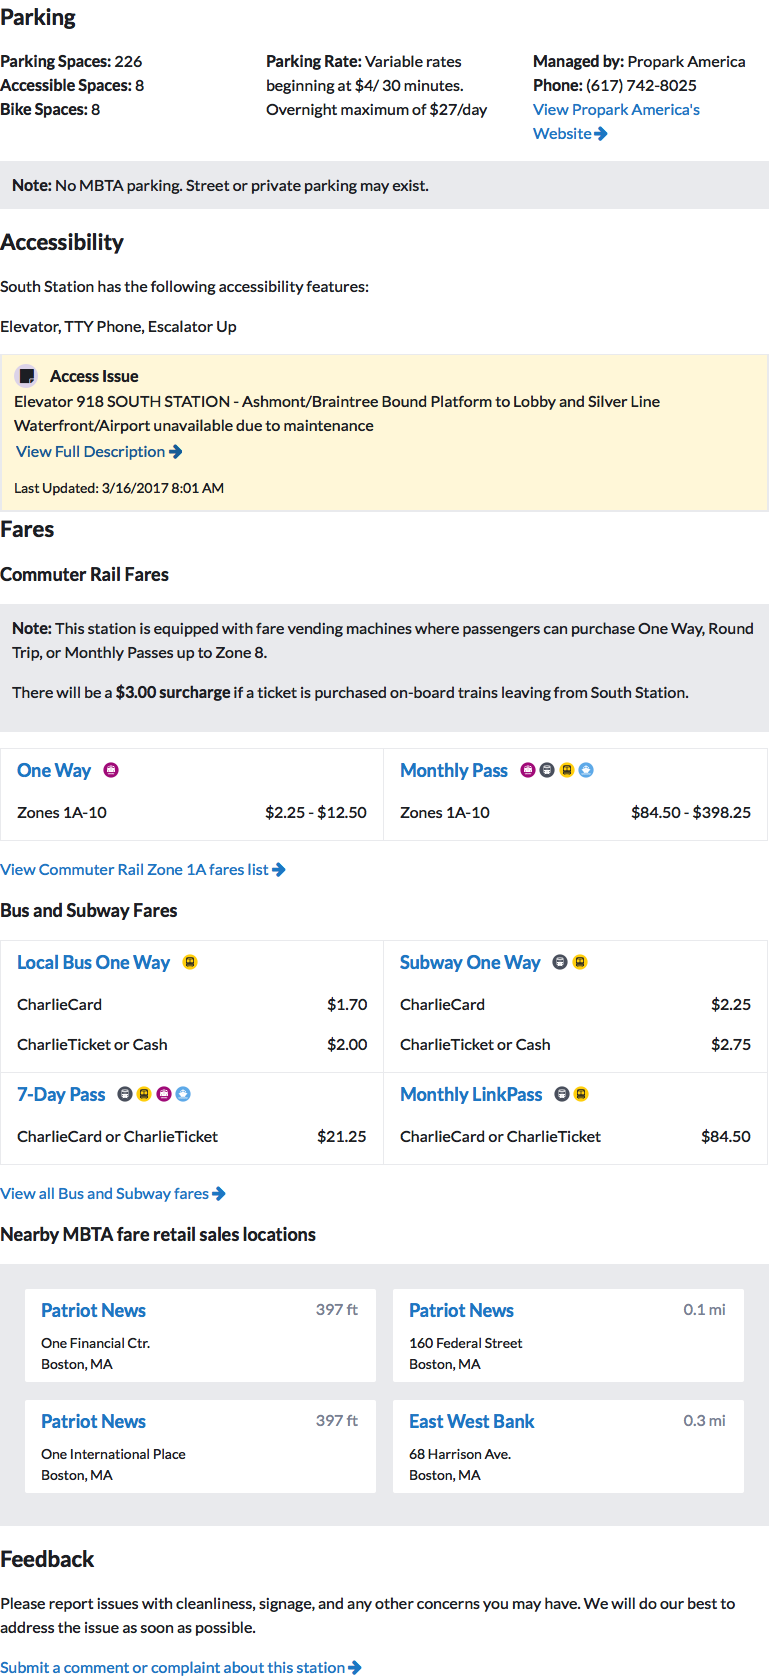 Parking
Parking Spaces: 226
Accessible Spaces: 8
Bike Spaces: 8
Parking Rate: Variable rates
beginning at $4/ 30 minutes.
Overnight maximum of $27/day
Managed by: Propark America
Phone: (617) 742-8025
View Propark America's
Website
Note: No MBTA parking. Street or private parking may exist.
Accessibility
South Station has the following accessibility features:
Elevator, TTY Phone, Escalator Up
Access Issue
Elevator 918 SOUTH STATION - Ashmont/Braintree Bound Platform to Lobby and Silver Line
Waterfront/Airport unavailable due to maintenance
View Full Description
Last Updated: 3/16/2017 8:01 AM
Fares
Commuter Rail Fares
Note: This station is equipped with fare vending machines where passengers can purchase One Way, Round
Trip, or Monthly Passes up to Zone 8.
There will be a $3.00 surcharge if a ticket is purchased on-board trains leaving from South Station.
One Way
Zones 1A-10 $2.25 - $12.50
Monthly Pass
Zones 1A-10 $84.50 - $398.25
View Commuter Rail Zone 1A fares list
Bus and Subway Fares
Local Bus One Way
CharlieCard $1.70
CharlieTicket or Cash $2.00
Subway One Way
CharlieCard $2.25
CharlieTicket or Cash $2.75
7-Day Pass
CharlieCard or CharlieTicket $21.25
Monthly LinkPass
CharlieCard or CharlieTicket $84.50
View all Bus and Subway fares
Nearby MBTA fare retail sales locations
Patriot News 397 ft
One Financial Ctr.
Boston, MA
Patriot News 0.1 mi
160 Federal Street
Boston, MA
Patriot News 397 ft
One International Place
Boston, MA
East West Bank 0.3 mi
68 Harrison Ave.
Boston, MA
Feedback
Please report issues with cleanliness, signage, and any other concerns you may have. We will do our best to
address the issue as soon as possible.
Submit a comment or complaint about this station